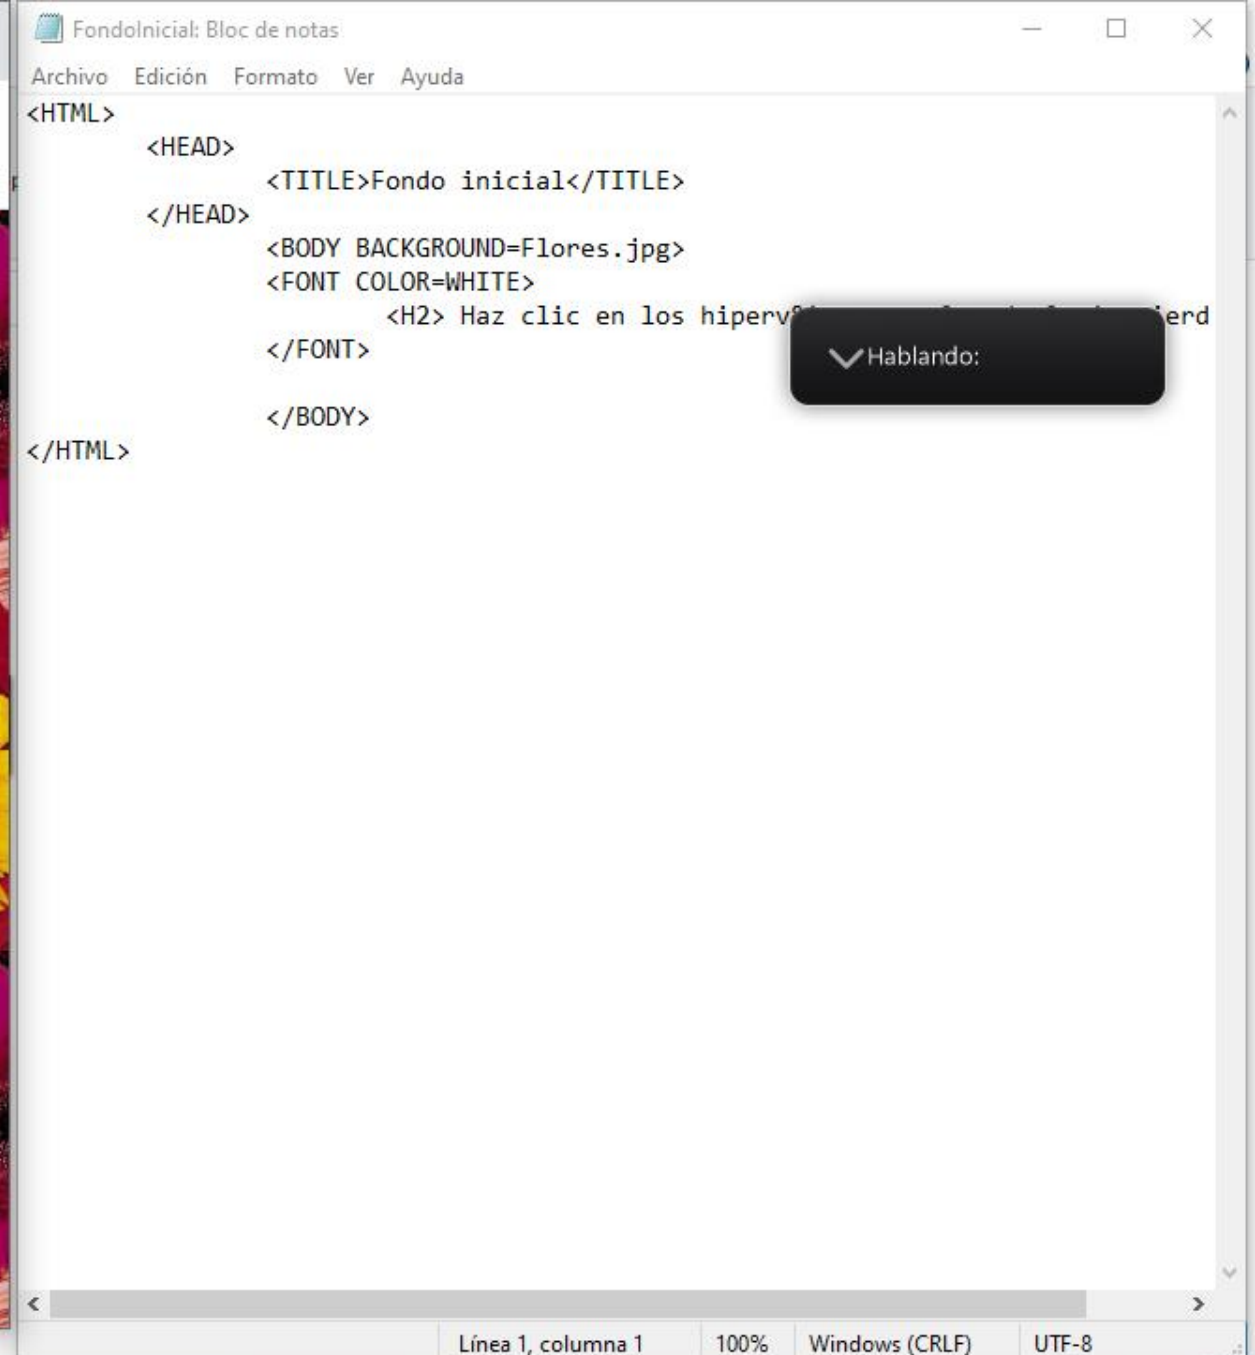 FondoInicial: Bloc de notas
Archivo Edición Formato Ver Ayuda
<HTML>
<HEAD>
<TITLE>Fondo inicial</TITLE>
</HEAD>
<BODY BACKGROUND=Flores.jpg>
<FONT COLOR=WHITE>
<H2> Haz clic en los
Hablando:
</FONT>
</BODY>
</HTML>
Línea 1, columna 1 100% Windows (CRLF) UTF-8